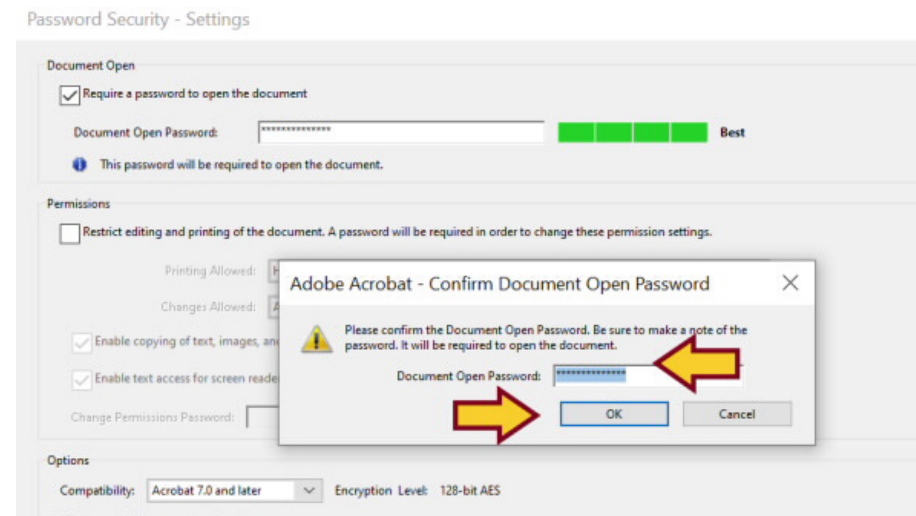 Password Security - Settings
Document Open
Require a password to open the document
Document Open Password: ************** Best
This password will be required to open the document.
Permissions
Restrict editing and printing of the document. A password will be required in order to change these permission settings.
Printing Allowed: H
Changes Allowed: A
Enable copying of text, images, an
Enable text access for screen reade
Change Permissions Password:
Adobe Acrobat - Confirm Document Open Password
Please confirm the Document Open Password. Be sure to make a note of the
password. It will be required to open the document.
Document Open Password: **************
OK Cancel
Options
Compatibility: Acrobat 7.0 and later Encryption Level: 128-bit AES